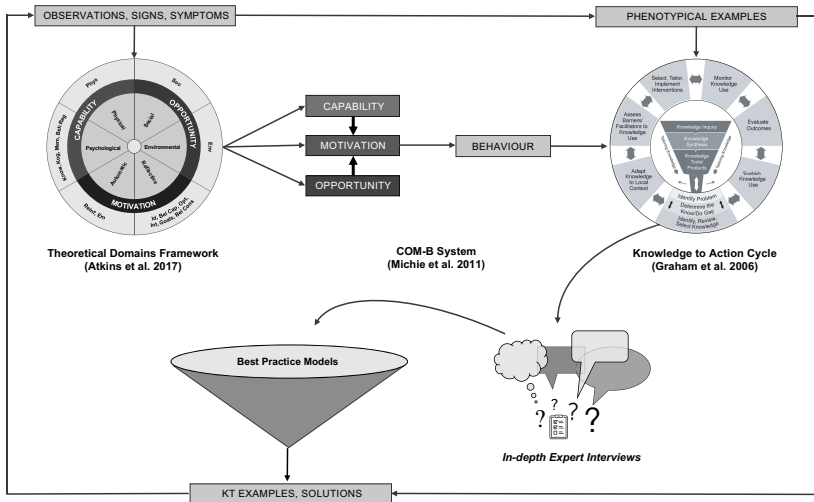 OBSERVATIONS, SIGNS, SYMPTOMS
PHENOTYPICAL EXAMPLES
Phys
Soc
Env
Id, Bel Cap, Opt,
Int, Goals, Bel Cons
Reinf, Em
Know, Kog, Mem, Beh Reg
CAPABILITY
OPPORTUNITY
MOTIVATION
Physical
Social
Psychological
Environmental
Automatic
Reflective
CAPABILITY
MOTIVATION
OPPORTUNITY
BEHAVIOUR
Select, Tailor,
Implement
Interventions
Monitor
Knowledge
Use
Assess
Barriers/
Facilitators to
Knowledge
Use
Evaluate
Outcomes
Adapt
Knowledge
to Local
Context
Sustain
Knowledge
Use
Knowledge Inquiry
Knowledge
Synthesis
Knowledge
Tools/
Products
Tailoring Knowledge
Tailoring Knowledge
Identify Problem
Determine the
Know/Do Gap
Identify, Review,
Select Knowledge
Theoretical Domains Framework
(Atkins et al. 2017)
COM-B System
(Michie et al. 2011)
Knowledge to Action Cycle
(Graham et al. 2006)
Best Practice Models
? ? ? ?
In-depth Expert Interviews
KT EXAMPLES, SOLUTIONS